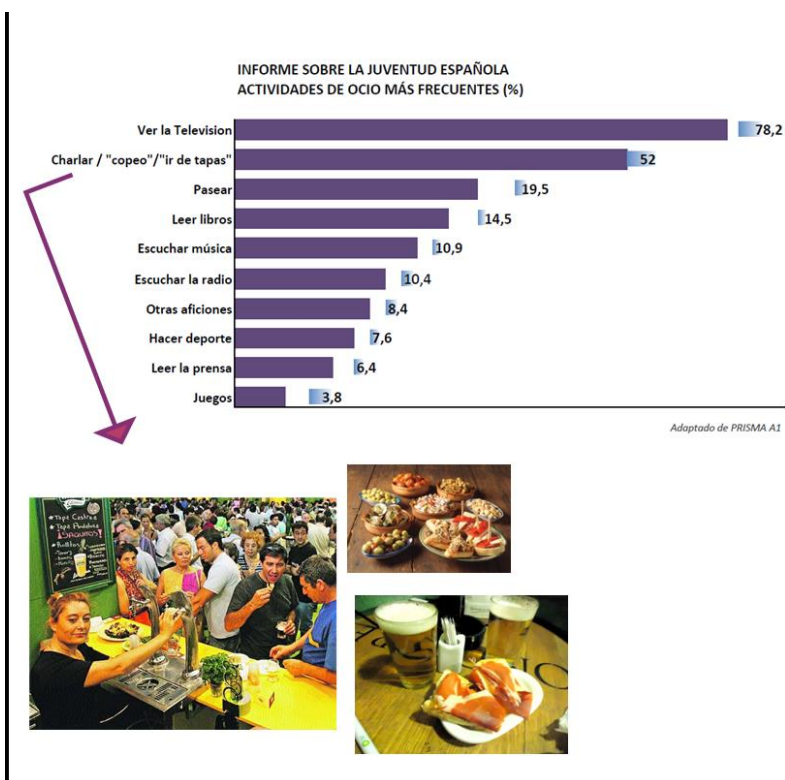 INFORME SOBRE LA JUVENTUD ESPAÑOLA
ACTIVIDADES DE OCIO MÁS FRECUENTES (%)
Ver la Television 78,2
Charlar / "copeo"/"ir de tapas" 52
Pasear 19,5
Leer libros 14,5
Escuchar música 10,9
Escuchar la radio 10,4
Otras aficiones 8,4
Hacer deporte 7,6
Leer la prensa 6,4
Juegos 3,8
Adaptado de PRISMA A1
Tapa
Tapa